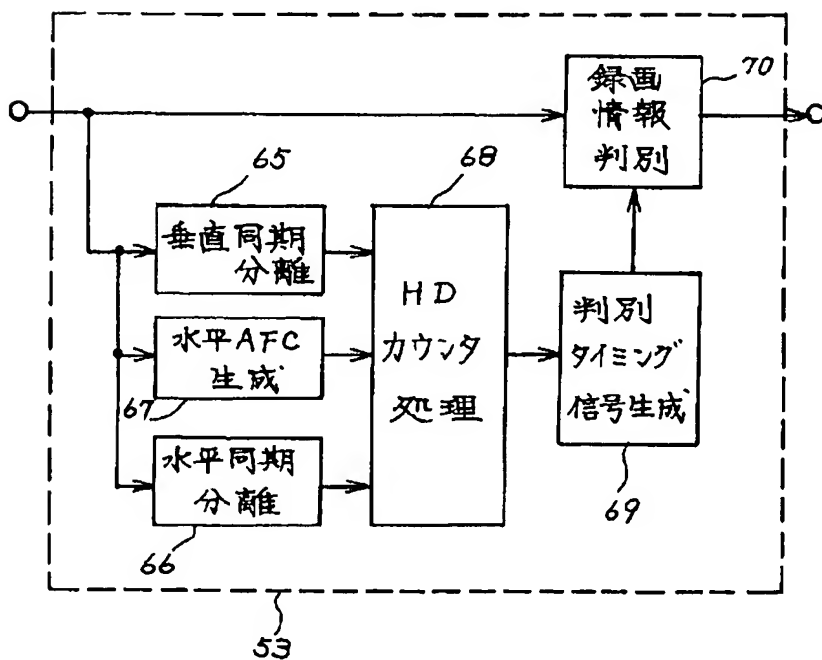 録画
情報
判別
70
65
垂直同期
分離
68
HD
カウンタ
処理
水平AFC
生成
67
判別
タイミング
信号生成
69
水平同期
分離
66
53